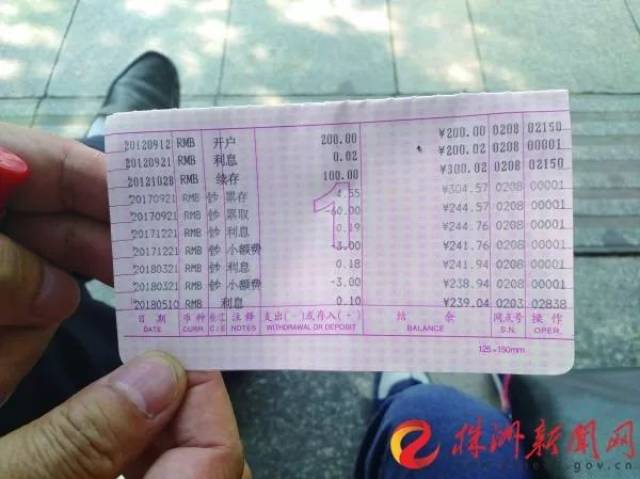 20120912 RMB 开户 200.00 ¥200.00 0208 02150
20120921 RMB 利息 0.02 ¥200.02 0208 00001
20121028 RMB 续存 100.00 ¥300.02 0208 02150
20170921 RMB 钞 累存 4.55 ¥304.57 0208 00001
20170921 RMB 钞 累取 -60.00 ¥244.57 0208 00001
20171221 RMB 钞 利息 0.19 ¥244.76 0208 00001
20171221 RMB 钞 小额费 -3.00 ¥241.76 0208 00001
20180321 RMB 钞 利息 0.18 ¥241.94 0208 00001
20180321 RMB 钞 小额费 -3.00 ¥238.94 0208 00001
20180510 RMB 利息 0.10 ¥239.04 0203 02838
1
日期 币种 注释 支出(-)或存入(+) 结余 网点号 操作
DATE CURR. NOTES WITHDRAWAL OR DEPOSIT BALANCE S.N. OPER.
125×150mm
株洲新闻网
.gov.cn